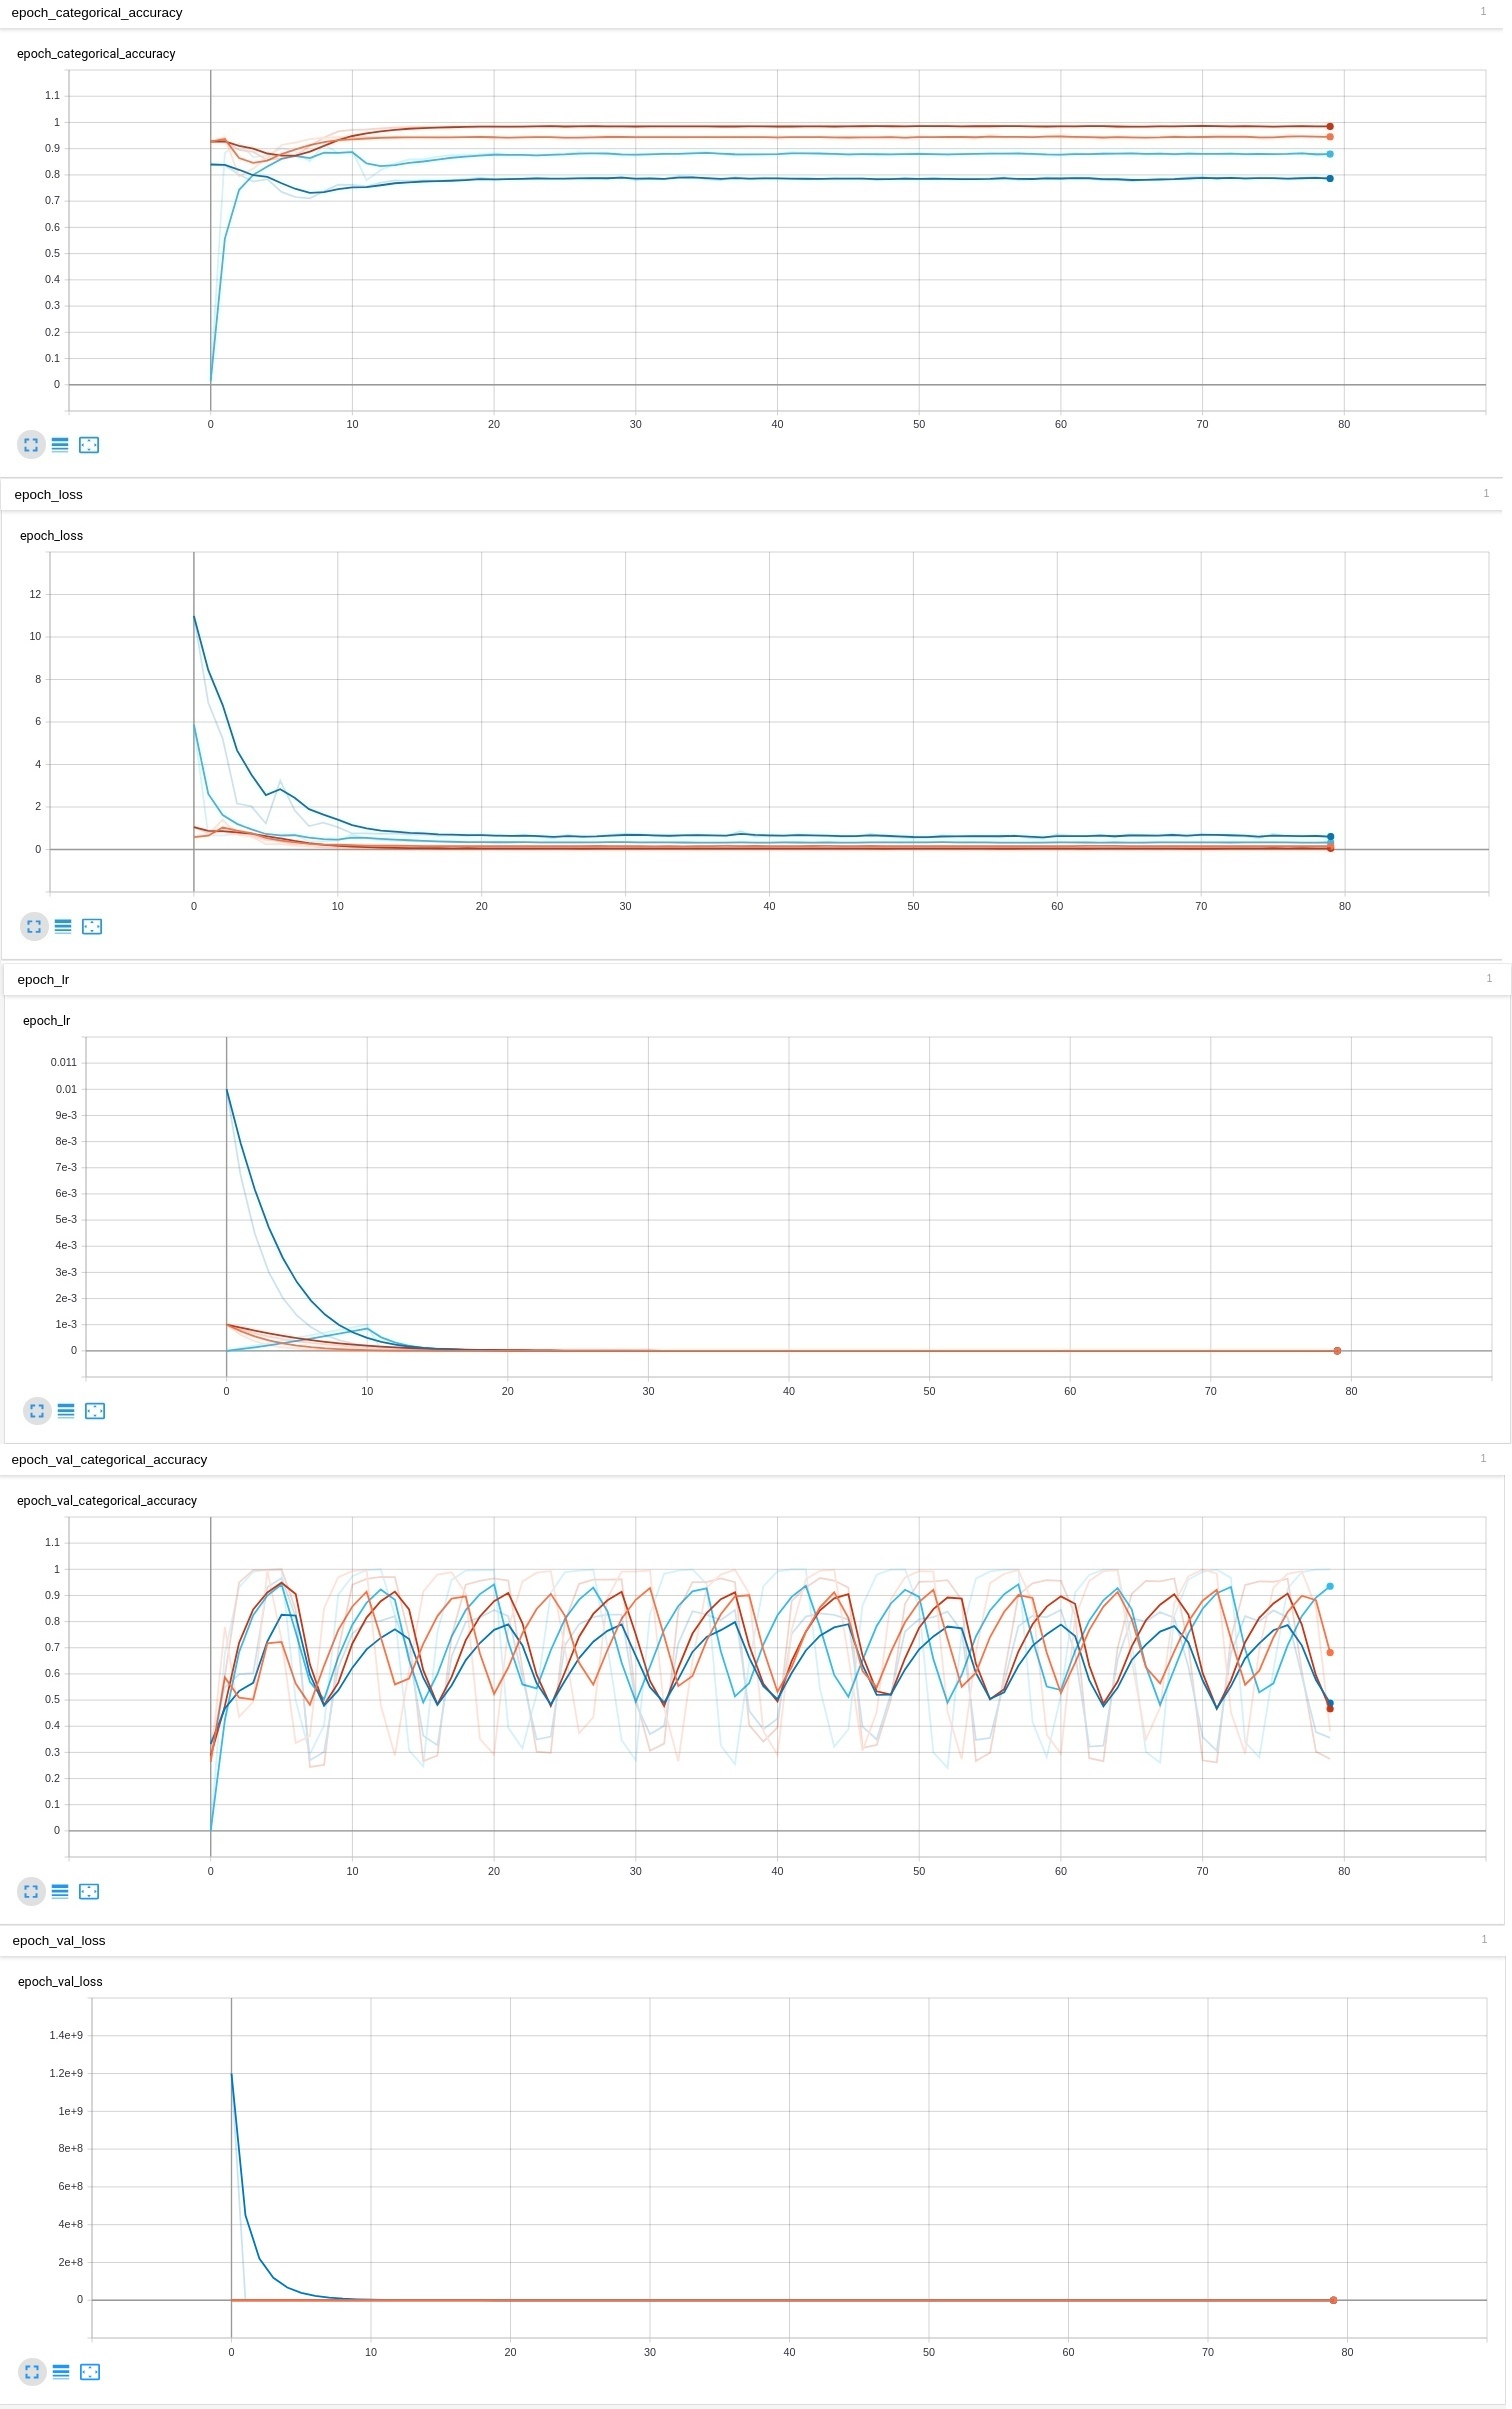 epoch_categorical_accuracy 1
epoch_categorical_accuracy
1.1
1
0.9
0.8
0.7
0.6
0.5
0.4
0.3
0.2
0.1
0
0 10 20 30 40 50 60 70 80
epoch_loss 1
epoch_loss
12
10
8
6
4
2
0
0 10 20 30 40 50 60 70 80
epoch_lr 1
epoch_lr
0.011
0.01
9e-3
8e-3
7e-3
6e-3
5e-3
4e-3
3e-3
2e-3
1e-3
0
0 10 20 30 40 50 60 70 80
epoch_val_categorical_accuracy 1
epoch_val_categorical_accuracy
1.1
1
0.9
0.8
0.7
0.6
0.5
0.4
0.3
0.2
0.1
0
0 10 20 30 40 50 60 70 80
epoch_val_loss 1
epoch_val_loss
1.4e+9
1.2e+9
1e+9
8e+8
6e+8
4e+8
2e+8
0
0 10 20 30 40 50 60 70 80